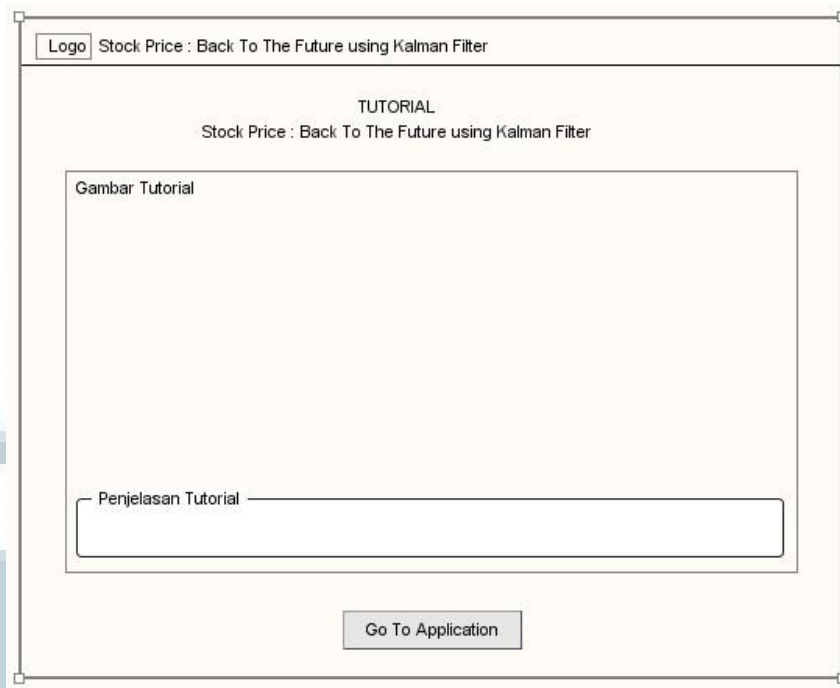 Logo Stock Price : Back To The Future using Kalman Filter
TUTORIAL
Stock Price : Back To The Future using Kalman Filter
Gambar Tutorial
Penjelasan Tutorial
Go To Application